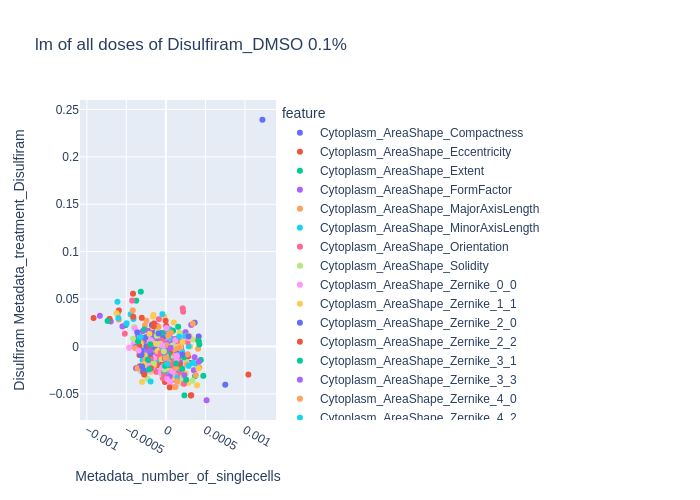 lm of all doses of Disulfiram_DMSO 0.1%
feature
Cytoplasm_AreaShape_Compactness
Cytoplasm_AreaShape_Eccentricity
Cytoplasm_AreaShape_Extent
Cytoplasm_AreaShape_FormFactor
Cytoplasm_AreaShape_MajorAxisLength
Cytoplasm_AreaShape_MinorAxisLength
Cytoplasm_AreaShape_Orientation
Cytoplasm_AreaShape_Solidity
Cytoplasm_AreaShape_Zernike_0_0
Cytoplasm_AreaShape_Zernike_1_1
Cytoplasm_AreaShape_Zernike_2_0
Cytoplasm_AreaShape_Zernike_2_2
Cytoplasm_AreaShape_Zernike_3_1
Cytoplasm_AreaShape_Zernike_3_3
Cytoplasm_AreaShape_Zernike_4_0
Cytoplasm_AreaShape_Zernike_4_2
Disulfiram Metadata_treatment_Disulfiram
0.25
0.2
0.15
0.1
0.05
0
−0.05
−0.001
−0.0005
0
0.0005
0.001
Metadata_number_of_singlecells